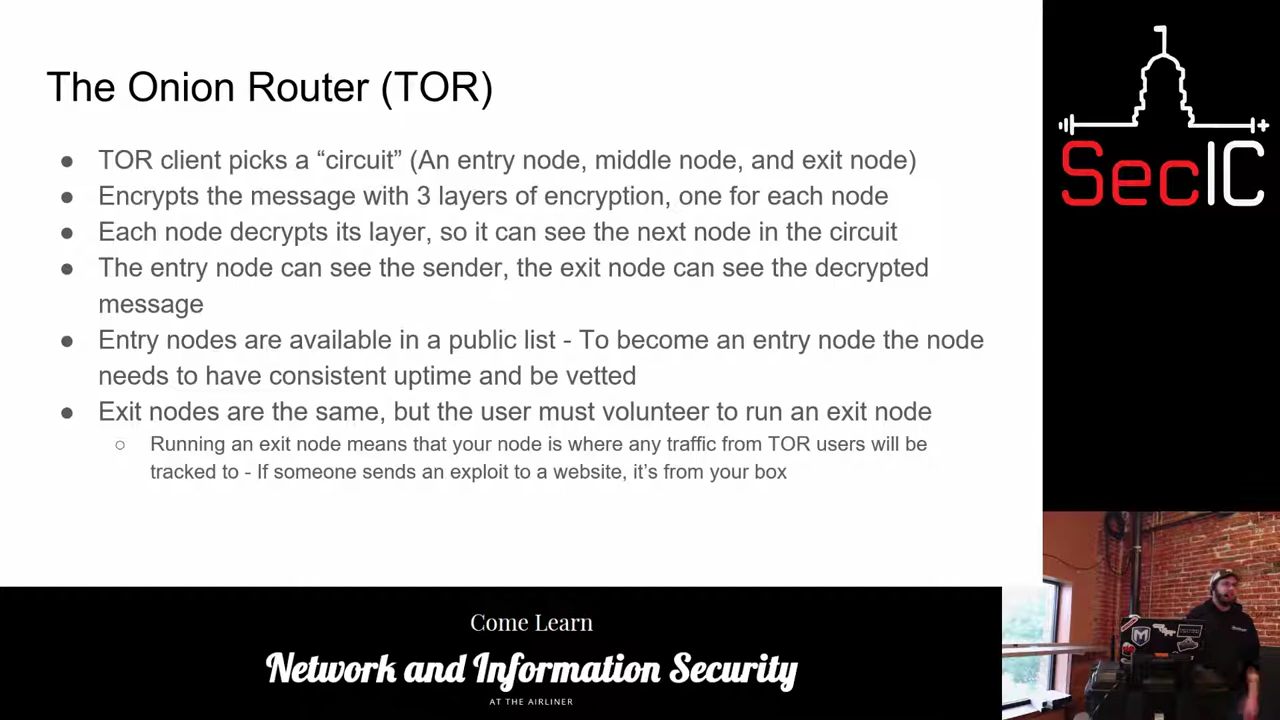 The Onion Router (TOR)
● TOR client picks a “circuit” (An entry node, middle node, and exit node)
● Encrypts the message with 3 layers of encryption, one for each node
● Each node decrypts its layer, so it can see the next node in the circuit
● The entry node can see the sender, the exit node can see the decrypted
message
● Entry nodes are available in a public list - To become an entry node the node
needs to have consistent uptime and be vetted
● Exit nodes are the same, but the user must volunteer to run an exit node
○ Running an exit node means that your node is where any traffic from TOR users will be
tracked to - If someone sends an exploit to a website, it’s from your box
SecIC
Come Learn
Network and Information Security
AT THE AIRLINER